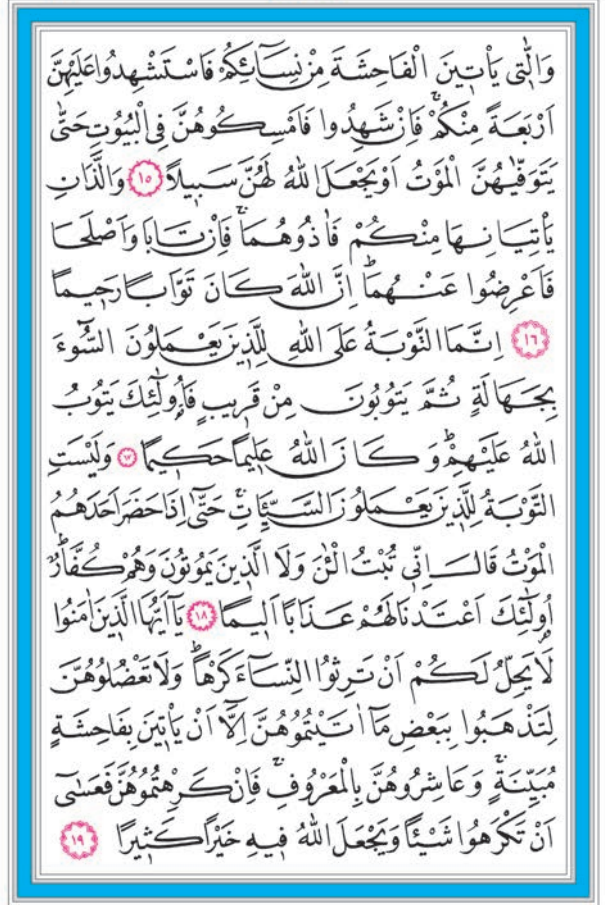 وَالّٰت۪ى يَأْت۪ينَ الْفَاحِشَةَ مِنْ نِسَٓائِكُمْ فَاسْتَشْهِدُوا عَلَيْهِنَّ
اَرْبَعَةً مِنْكُمْۚ فَاِنْ شَهِدُوا فَاَمْسِكُوهُنَّ فِى الْبُيُوتِ حَتّٰى
يَتَوَفّٰيهُنَّ الْمَوْتُ اَوْ يَجْعَلَ اللّٰهُ لَهُنَّ سَب۪يلاً ﴿١٥﴾ وَالَّذَانِ
يَأْتِيَانِهَا مِنْكُمْ فَاٰذُوهُمَاۚ فَاِنْ تَابَا وَاَصْلَحَا
فَاَعْرِضُوا عَنْهُمَاۜ اِنَّ اللّٰهَ كَانَ تَوَّابًا رَح۪يمًا
﴿١٦﴾ اِنَّمَا التَّوْبَةُ عَلَى اللّٰهِ لِلَّذ۪ينَ يَعْمَلُونَ السُّٓوءَ
بِجَهَالَةٍ ثُمَّ يَتُوبُونَ مِنْ قَر۪يبٍ فَاُو۬لٰٓئِكَ يَتُوبُ
اللّٰهُ عَلَيْهِمْۜ وَكَانَ اللّٰهُ عَل۪يمًا حَك۪يمًا ﴿١٧﴾ وَلَيْسَتِ
التَّوْبَةُ لِلَّذ۪ينَ يَعْمَلُونَ السَّيِّـَٔاتِۚ حَتّٰٓى اِذَا حَضَرَ اَحَدَهُمُ
الْمَوْتُ قَالَ اِنّ۪ى تُبْتُ الْـٰٔنَ وَلَا الَّذ۪ينَ يَمُوتُونَ وَهُمْ كُفَّارٌۜ
اُو۬لٰٓئِكَ اَعْتَدْنَا لَهُمْ عَذَابًا اَل۪يمًا ﴿١٨﴾ يَٓا اَيُّهَا الَّذ۪ينَ اٰمَنُوا
لَا يَحِلُّ لَكُمْ اَنْ تَرِثُوا النِّسَٓاءَ كَرْهًاۜ وَلَا تَعْضُلُوهُنَّ
لِتَذْهَبُوا بِبَعْضِ مَٓا اٰتَيْتُمُوهُنَّ اِلَّٓا اَنْ يَأْت۪ينَ بِفَاحِشَةٍ
مُبَيِّنَةٍۚ وَعَاشِرُوهُنَّ بِالْمَعْرُوفِۚ فَاِنْ كَرِهْتُمُوهُنَّ فَعَسٰٓى
اَنْ تَكْرَهُوا شَيْـًٔا وَيَجْعَلَ اللّٰهُ ف۪يهِ خَيْرًا كَث۪يرًا ﴿١٩﴾